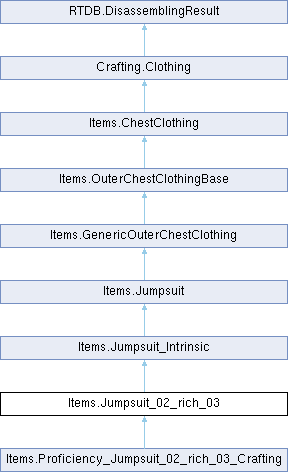 RTDB.DisassemblingResult
Crafting.Clothing
Items.ChestClothing
Items.OuterChestClothingBase
Items.GenericOuterChestClothing
Items.Jumpsuit
Items.Jumpsuit_Intrinsic
Items.Jumpsuit_02_rich_03
Items.Proficiency_Jumpsuit_02_rich_03_Crafting